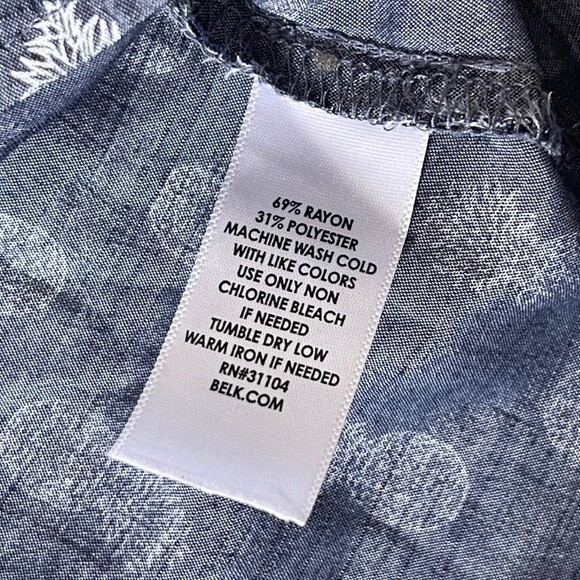 69% RAYON
31% POLYESTER
MACHINE WASH COLD
WITH LIKE COLORS
USE ONLY NON
CHLORINE BLEACH
IF NEEDED
TUMBLE DRY LOW
WARM IRON IF NEEDED
RN#31104
BELK.COM